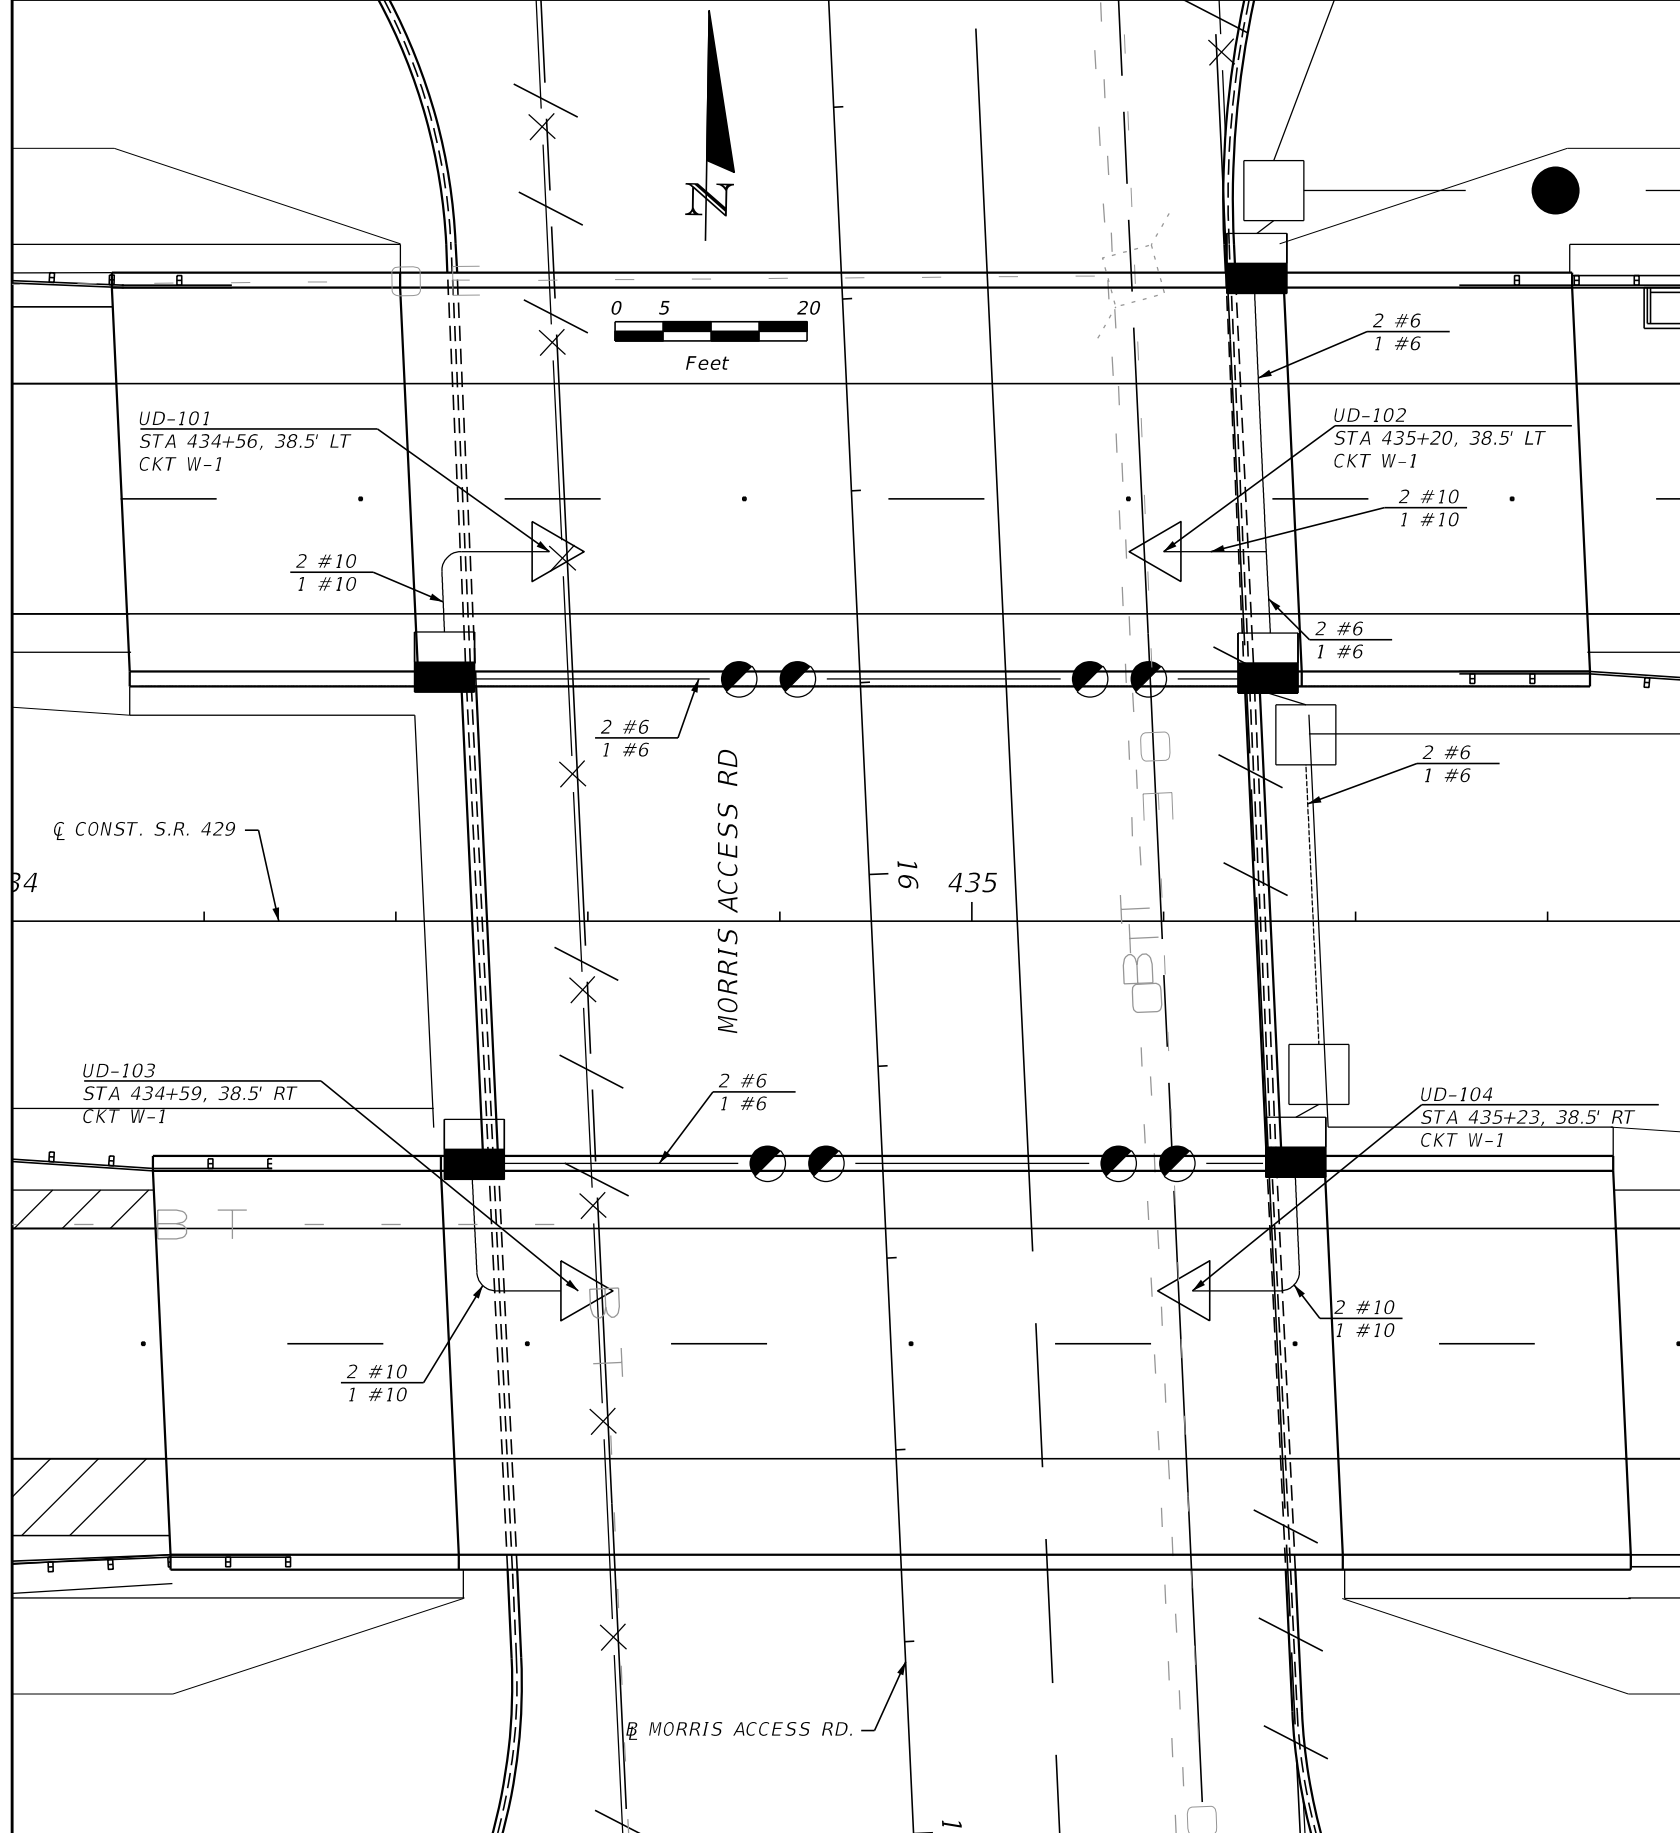 N
0 5 20
Feet
2 #6
1 #6
UD-101
STA 434+56, 38.5' LT
CKT W-1
UD-102
STA 435+20, 38.5' LT
CKT W-1
2 #10
1 #10
2 #10
1 #10
2 #6
1 #6
2 #6
1 #6
2 #6
1 #6
MORRIS ACCESS RD
℄ CONST. S.R. 429
34
16
435
UD-103
STA 434+59, 38.5' RT
CKT W-1
2 #6
1 #6
UD-104
STA 435+23, 38.5' RT
CKT W-1
B T
2 #10
1 #10
2 #10
1 #10
B T
BL MORRIS ACCESS RD.
1